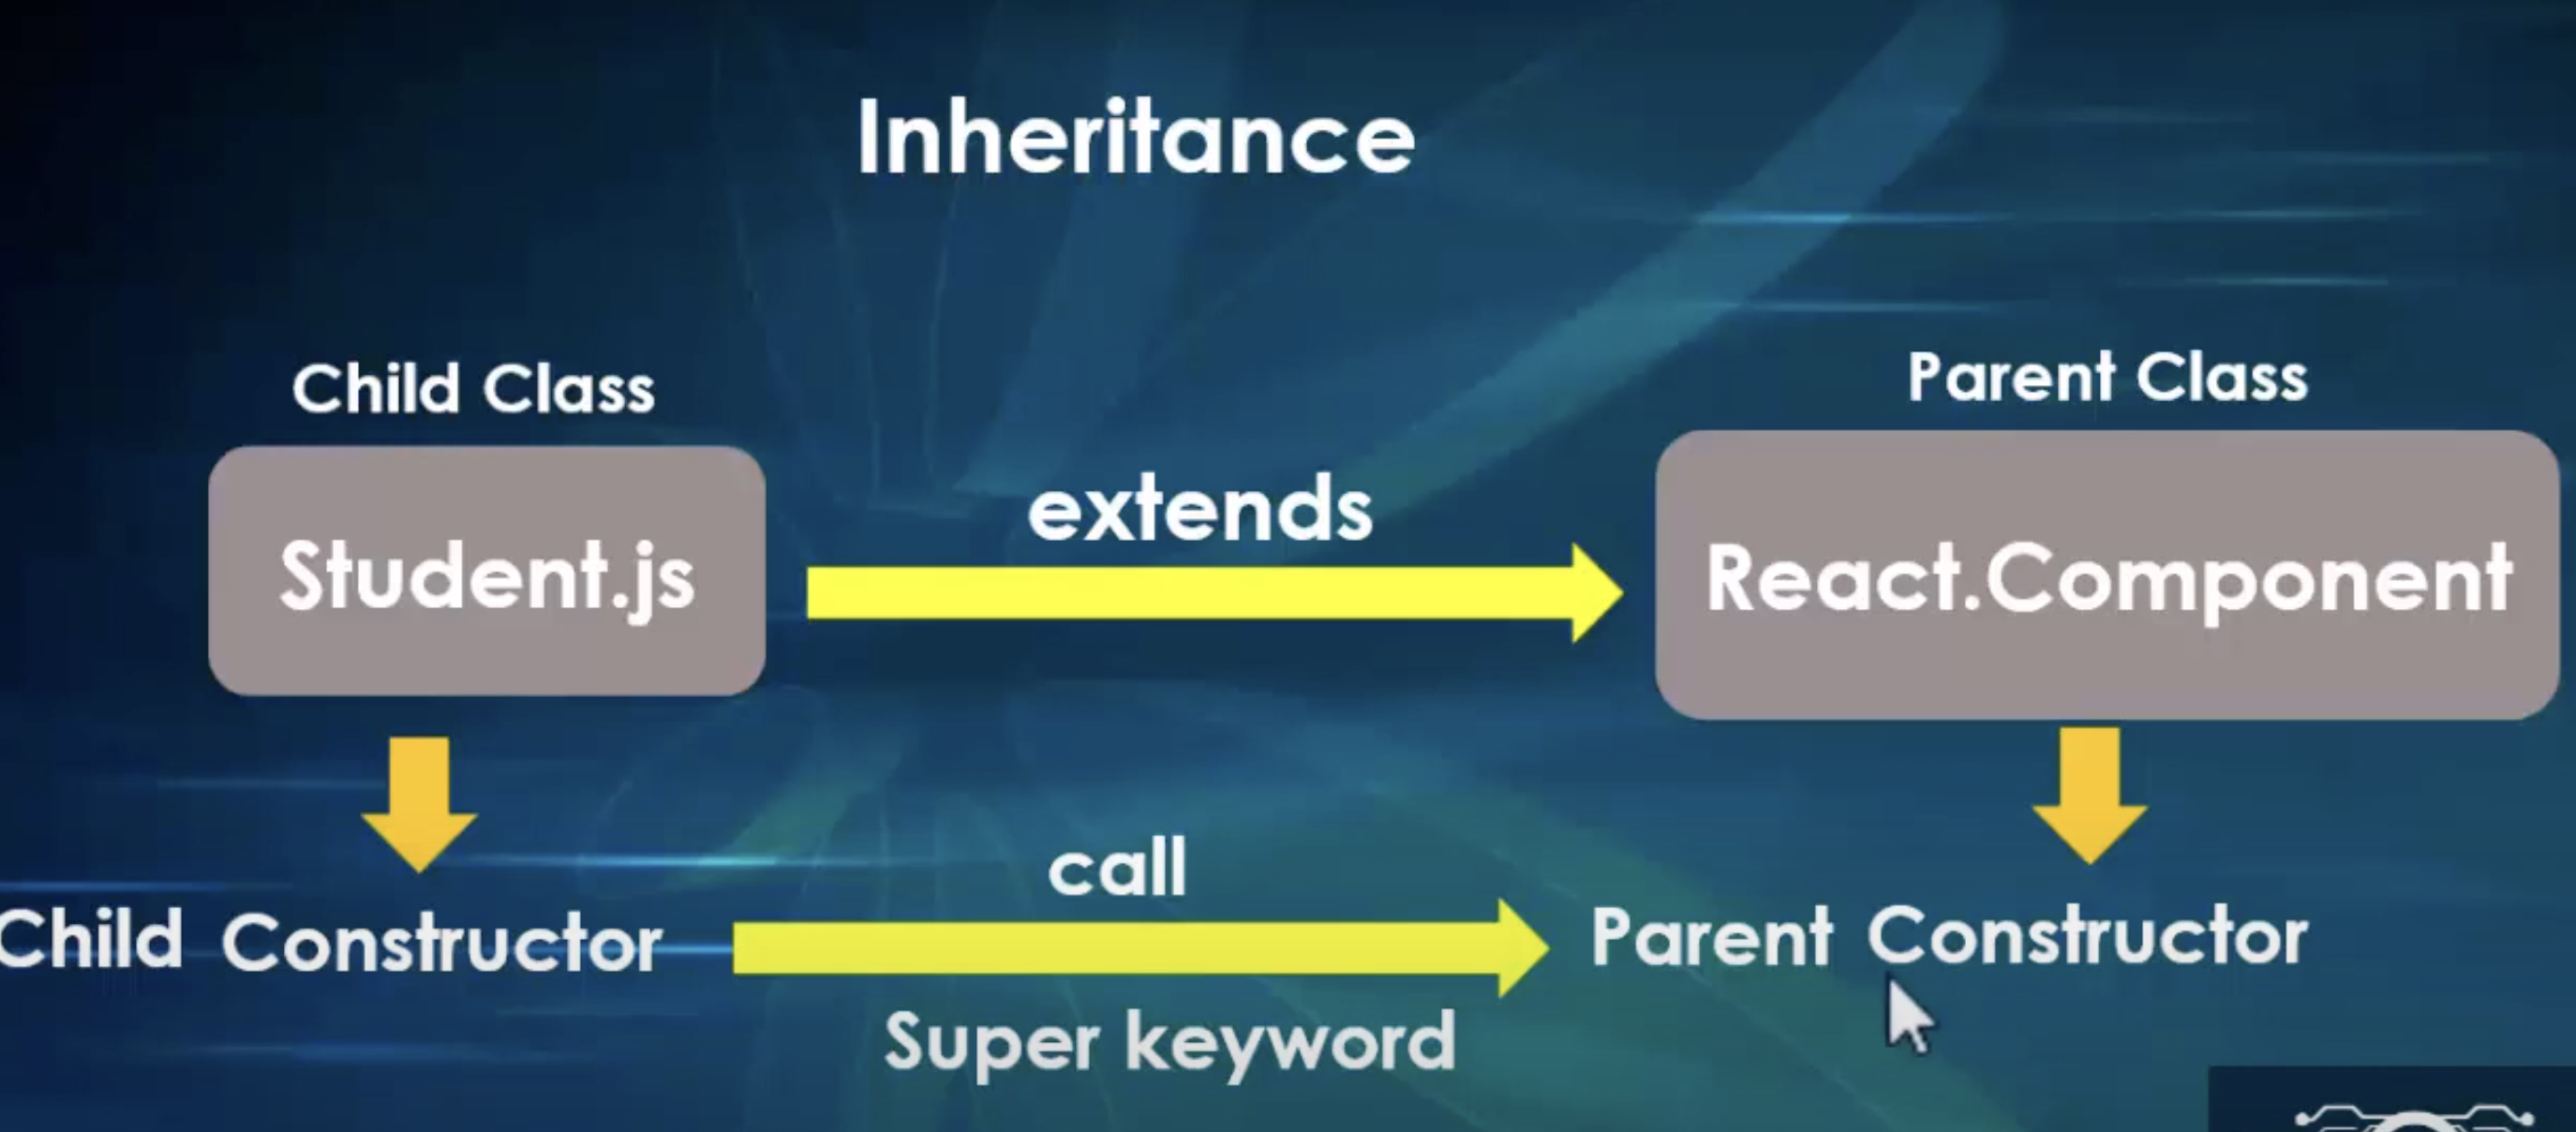 Inheritance
Child Class
Parent Class
Student.js
extends
React.Component
call
Child Constructor
Parent Constructor
Super keyword